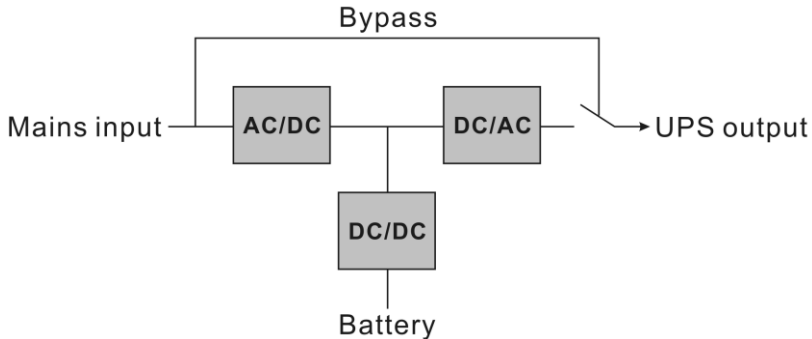 Bypass
Mains input
AC/DC
DC/AC
UPS output
DC/DC
Battery